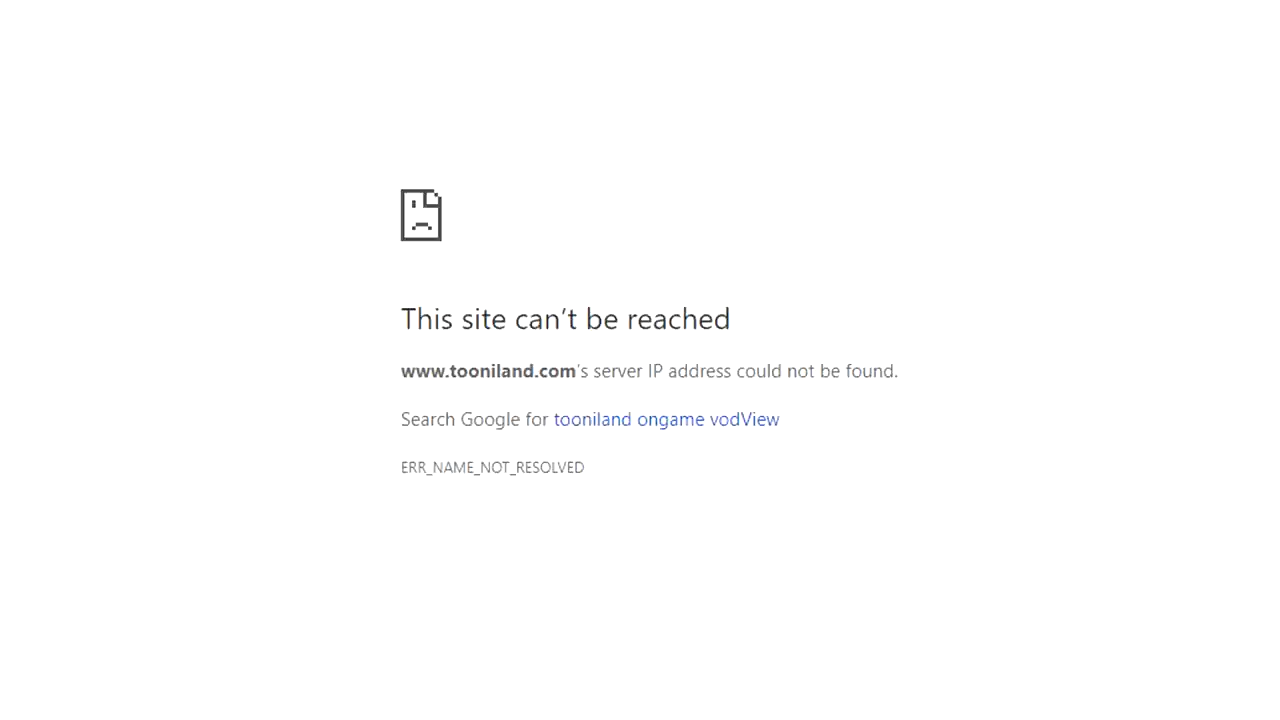 This site can’t be reached
www.tooniland.com’s server IP address could not be found.
Search Google for tooniland ongame vodView
ERR_NAME_NOT_RESOLVED